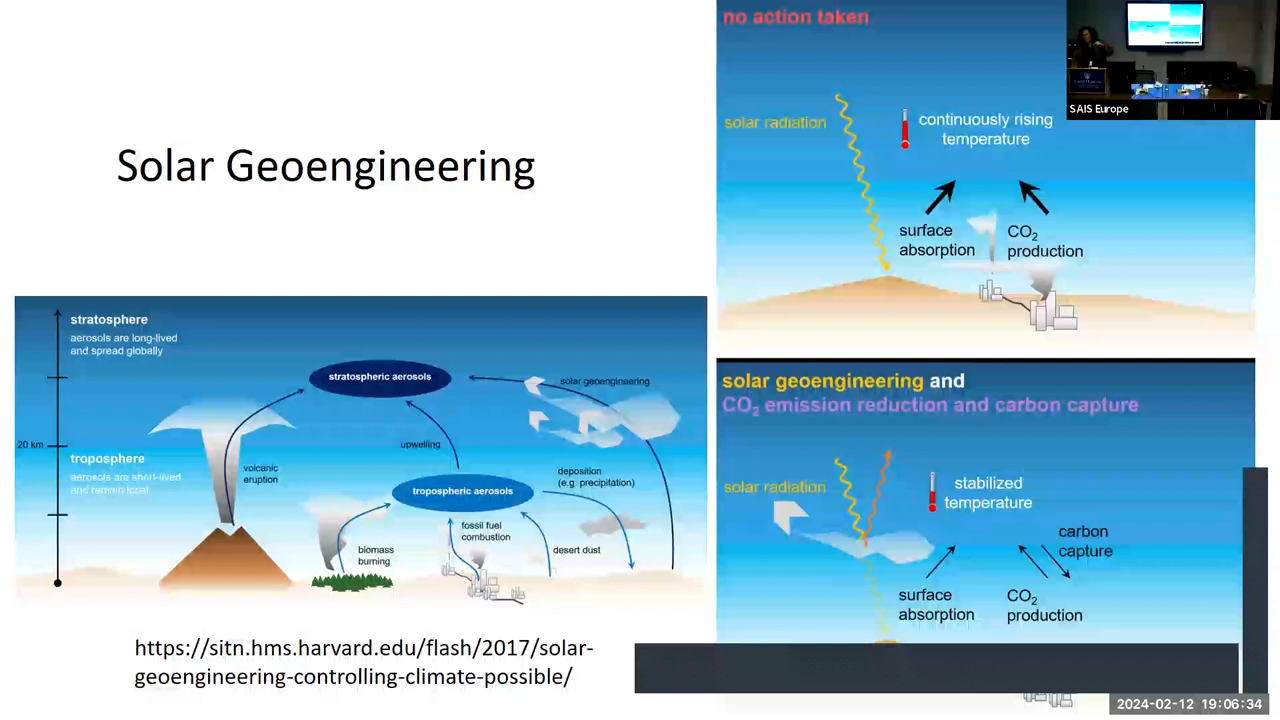 Solar Geoengineering
stratosphere
aerosols are long-lived
and spread globally
stratospheric aerosols
solar geoengineering
20 km
upwelling
troposphere
aerosols are short-lived
and remain local
volcanic
eruption
tropospheric aerosols
deposition
(e.g. precipitation)
fossil fuel
combustion
biomass
burning
desert dust
https://sitn.hms.harvard.edu/flash/2017/solar-
geoengineering-controlling-climate-possible/
no action taken
solar radiation
continuously rising
temperature
surface
absorption
CO2
production
SAIS Europe
solar geoengineering and
CO2 emission reduction and carbon capture
solar radiation
stabilized
temperature
carbon
capture
surface
absorption
CO2
production
2024-02-12 19:06:34